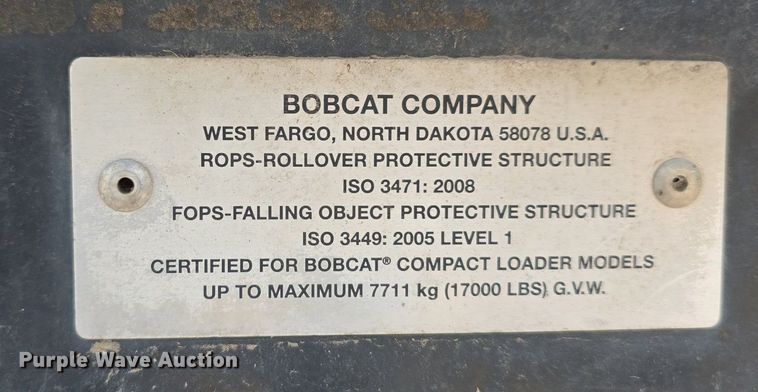 BOBCAT COMPANY
WEST FARGO, NORTH DAKOTA 58078 U.S.A.
ROPS-ROLLOVER PROTECTIVE STRUCTURE
ISO 3471: 2008
FOPS-FALLING OBJECT PROTECTIVE STRUCTURE
ISO 3449: 2005 LEVEL 1
CERTIFIED FOR BOBCAT® COMPACT LOADER MODELS
UP TO MAXIMUM 7711 kg (17000 LBS) G.V.W.
Purple Wave Auction